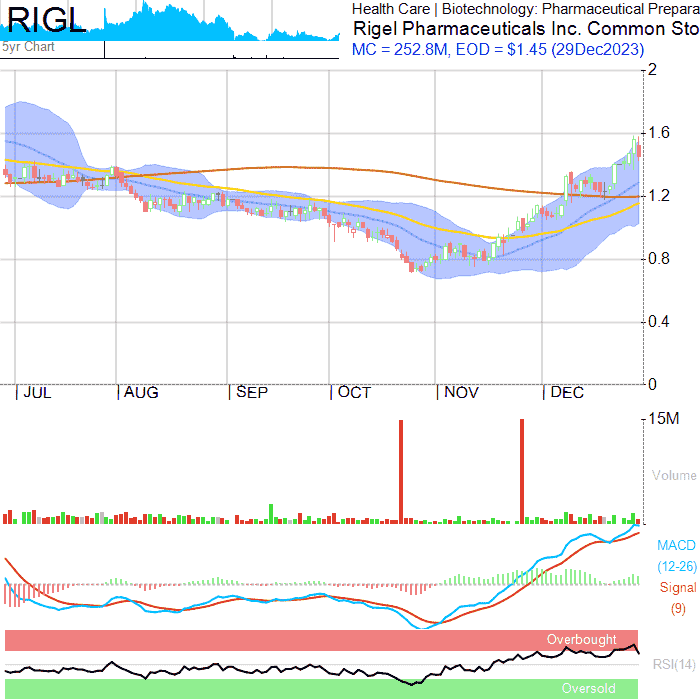 RIGL
Health Care | Biotechnology: Pharmaceutical Prepara
Rigel Pharmaceuticals Inc. Common Sto
MC = 252.8M, EOD = $1.45 (29Dec2023)
5yr Chart
2
1.6
1.2
0.8
0.4
0
JUL AUG SEP OCT NOV DEC
15M
Volume
MACD
(12-26)
Signal
(9)
Overbought
RSI(14)
Oversold